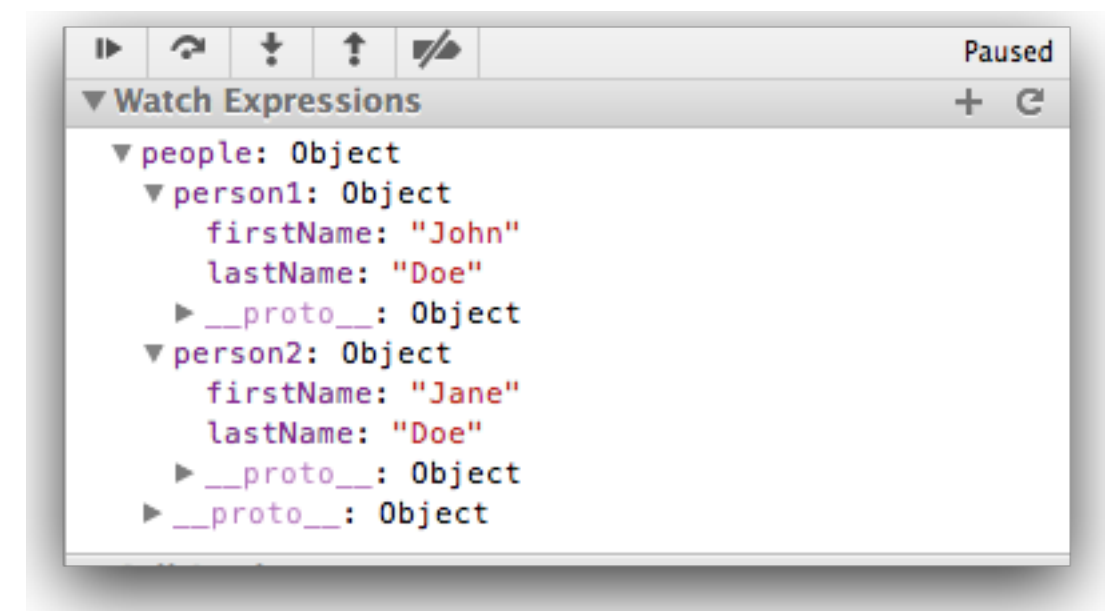 Paused
Watch Expressions
people: Object
person1: Object
firstName: "John"
lastName: "Doe"
__proto__: Object
person2: Object
firstName: "Jane"
lastName: "Doe"
__proto__: Object
__proto__: Object